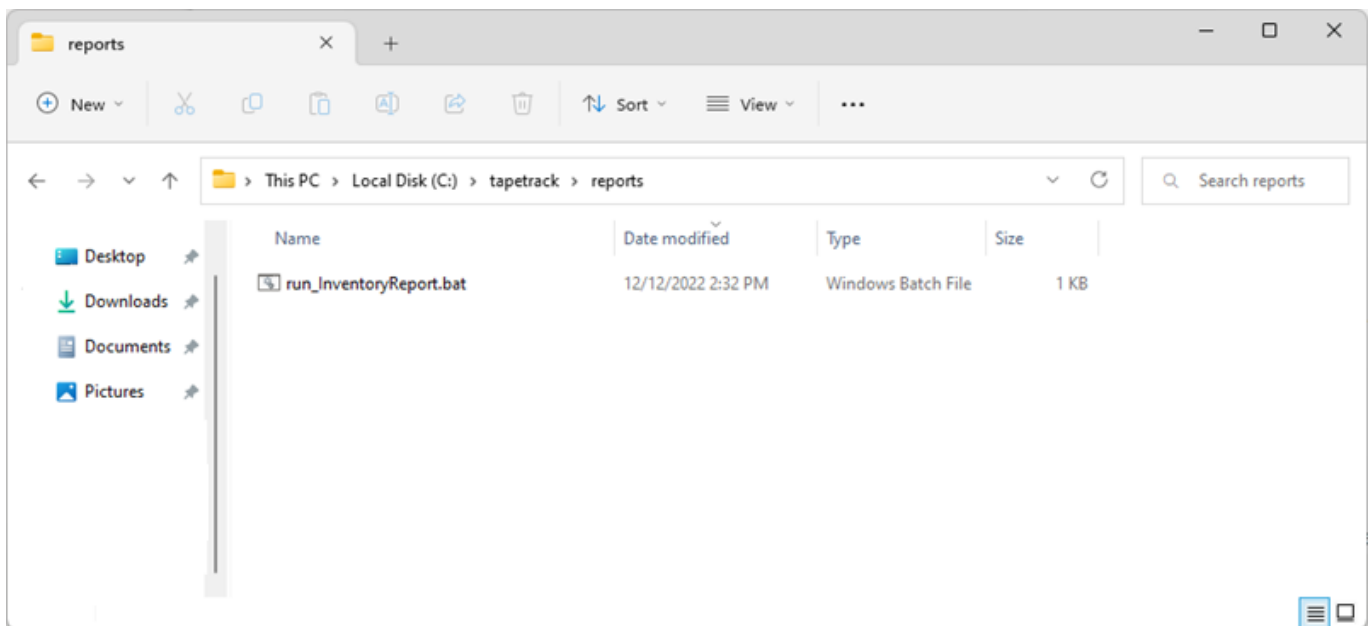 reports
New
Sort
View
This PC > Local Disk (C:) > tapetrack > reports
Search reports
Desktop
Downloads
Documents
Pictures
Name Date modified Type Size
run_InventoryReport.bat 12/12/2022 2:32 PM Windows Batch File 1 KB